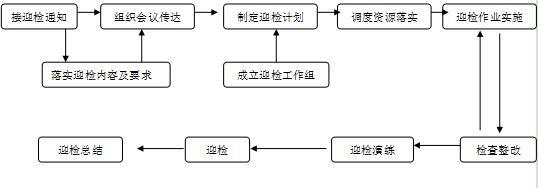 接迎检通知
组织会议传达
制定迎检计划
调度资源落实
迎检作业实施
落实迎检内容及要求
成立迎检工作组
迎检总结
迎检
迎检演练
检查整改